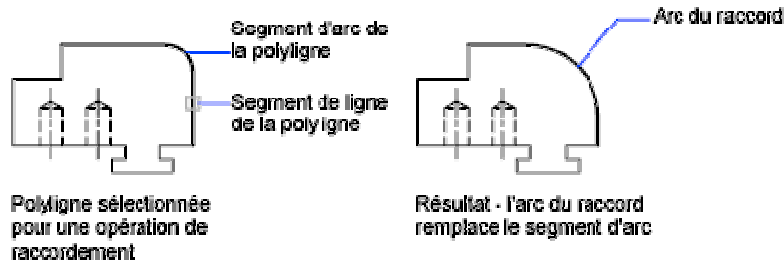 Segment d'arc de
la polyligne
Segment de ligne
de la polyligne
Polyligne sélectionnée
pour une opération de
raccordement
Arc du raccord
Résultat - l'arc du raccord
remplace le segment d'arc